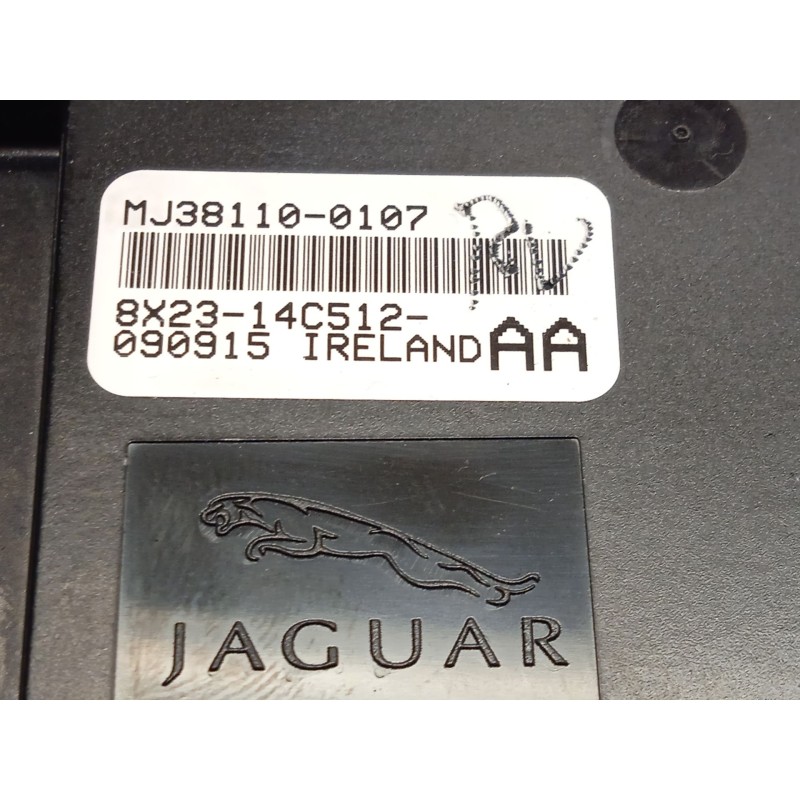 MJ38110-0107
8X23-14C512-
090915 IRELAND AA
JAGUAR